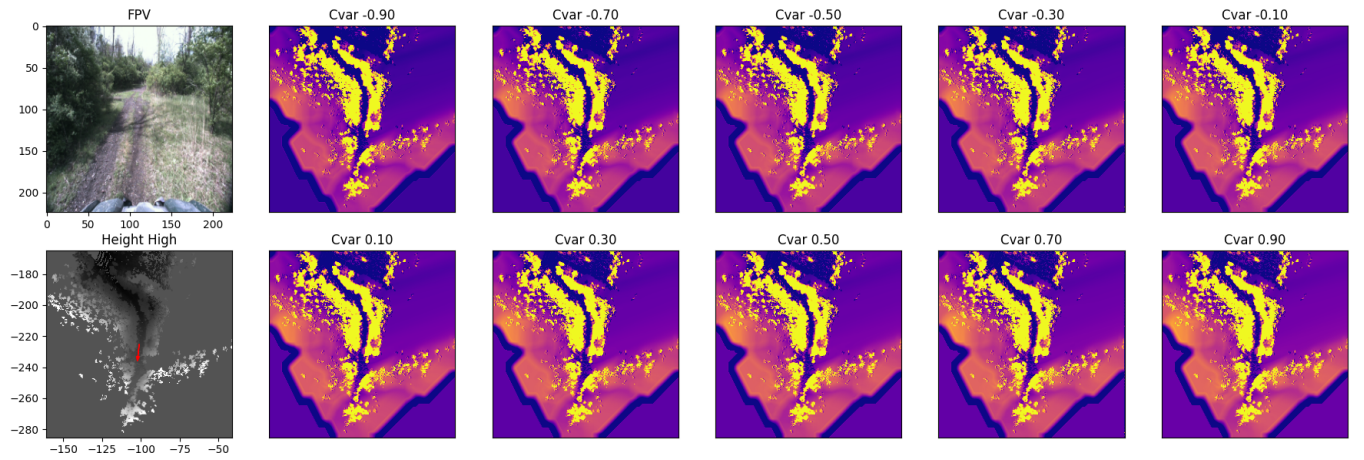 FPV
Cvar -0.90
Cvar -0.70
Cvar -0.50
Cvar -0.30
Cvar -0.10
0
50
100
150
200
0 50 100 150 200
Height High
Cvar 0.10
Cvar 0.30
Cvar 0.50
Cvar 0.70
Cvar 0.90
−180
−200
−220
−240
−260
−280
−150 −125 −100 −75 −50